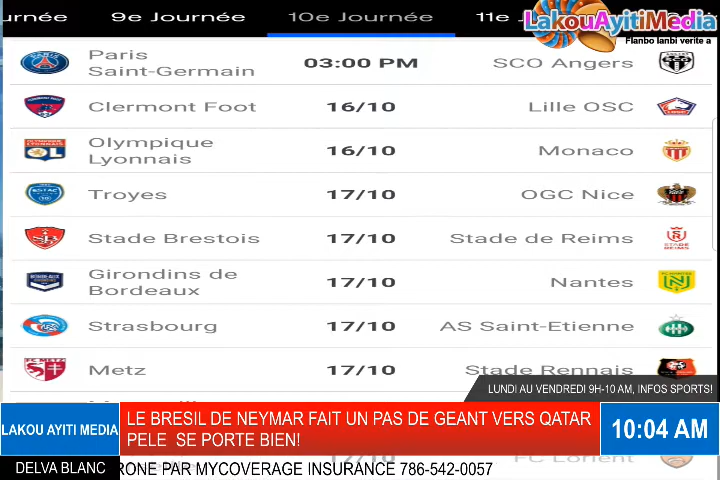 urnée
9e Journée
10e Journée
11e
LakouAyitiMedia
Flanbo lanbi verite a
Paris Saint-Germain 03:00 PM SCO Angers
Clermont Foot 16/10 Lille OSC
Olympique Lyonnais 16/10 Monaco
Troyes 17/10 OGC Nice
Stade Brestois 17/10 Stade de Reims
Girondins de Bordeaux 17/10 Nantes
Strasbourg 17/10 AS Saint-Etienne
Metz 17/10 Stade Rennais
LUNDI AU VENDREDI 9H-10 AM, INFOS SPORTS!
LAKOU AYITI MEDIA
LE BRESIL DE NEYMAR FAIT UN PAS DE GEANT VERS QATAR
PELE SE PORTE BIEN!
10:04 AM
FC Lorient
DELVA BLANC
RONE PAR MYCOVERAGE INSURANCE 786-542-0057